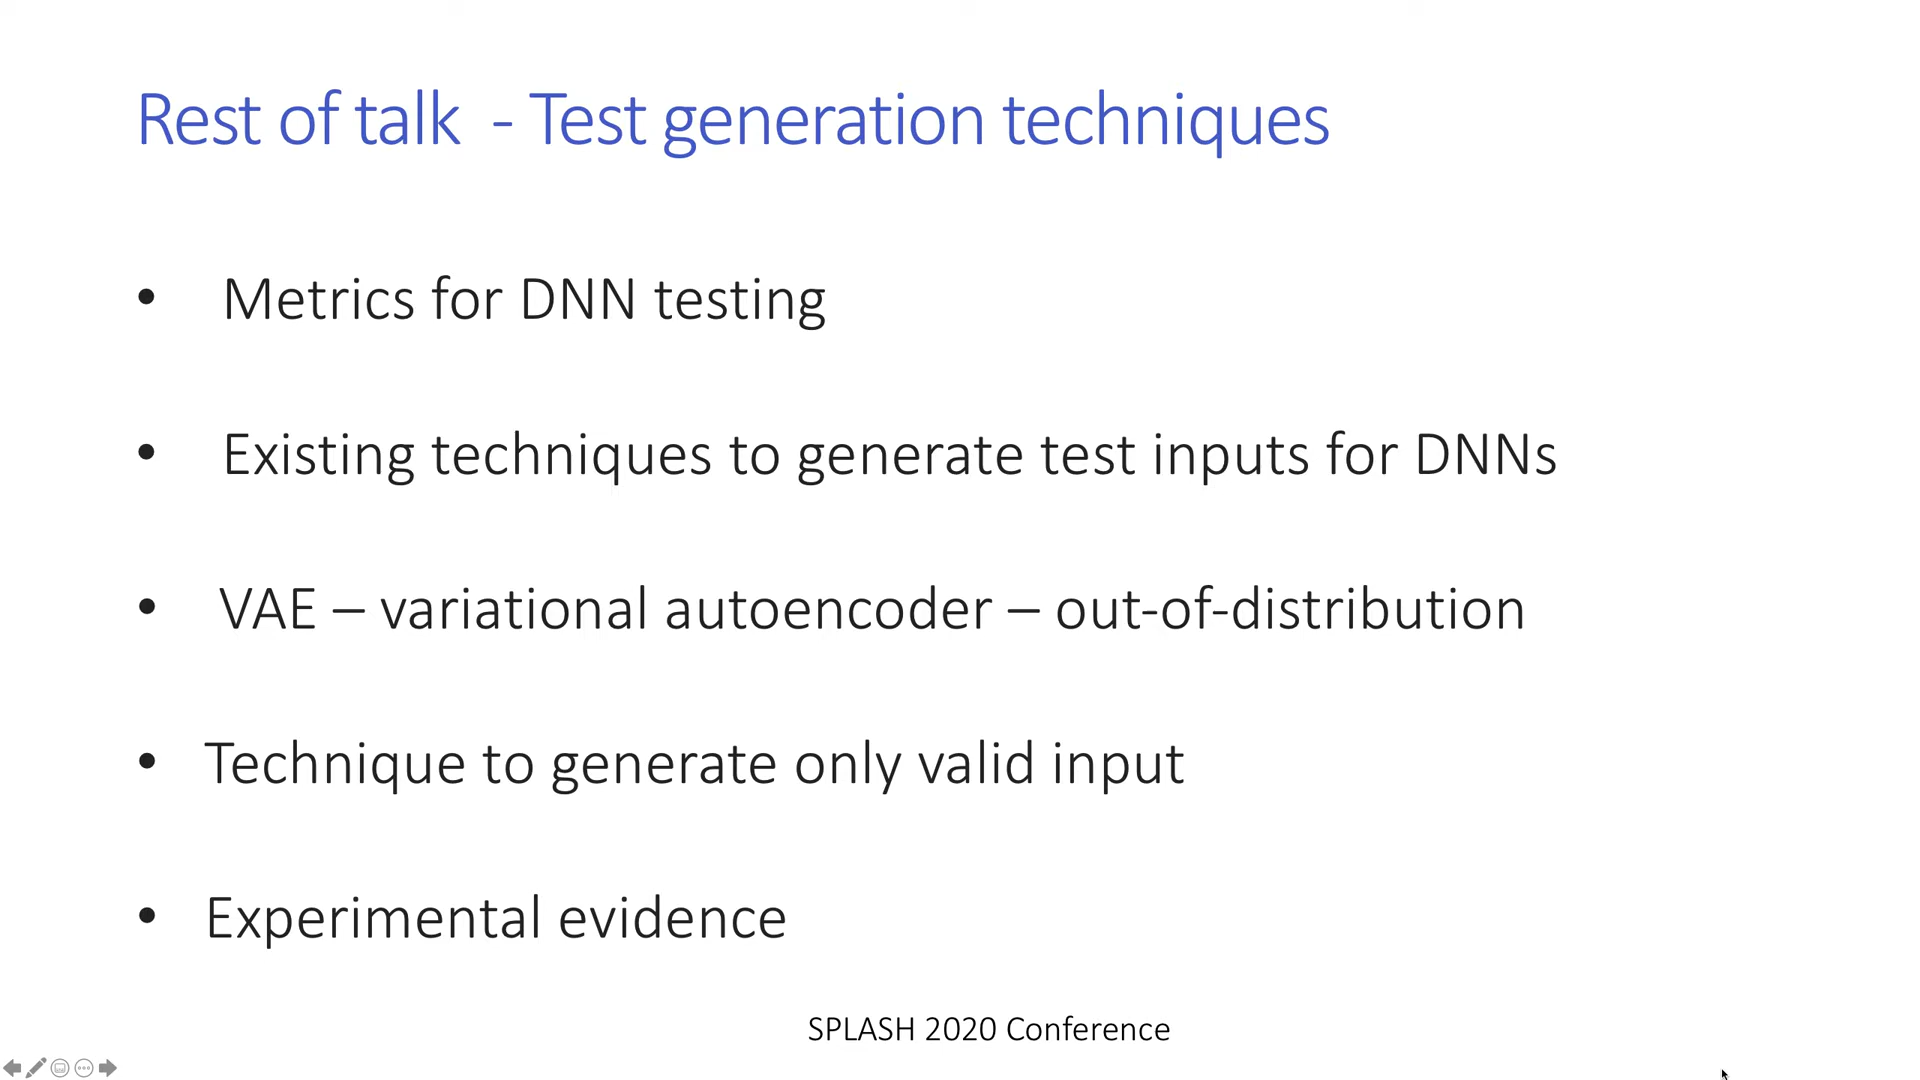 Rest of talk - Test generation techniques
• Metrics for DNN testing
• Existing techniques to generate test inputs for DNNs
• VAE – variational autoencoder – out-of-distribution
• Technique to generate only valid input
• Experimental evidence
SPLASH 2020 Conference